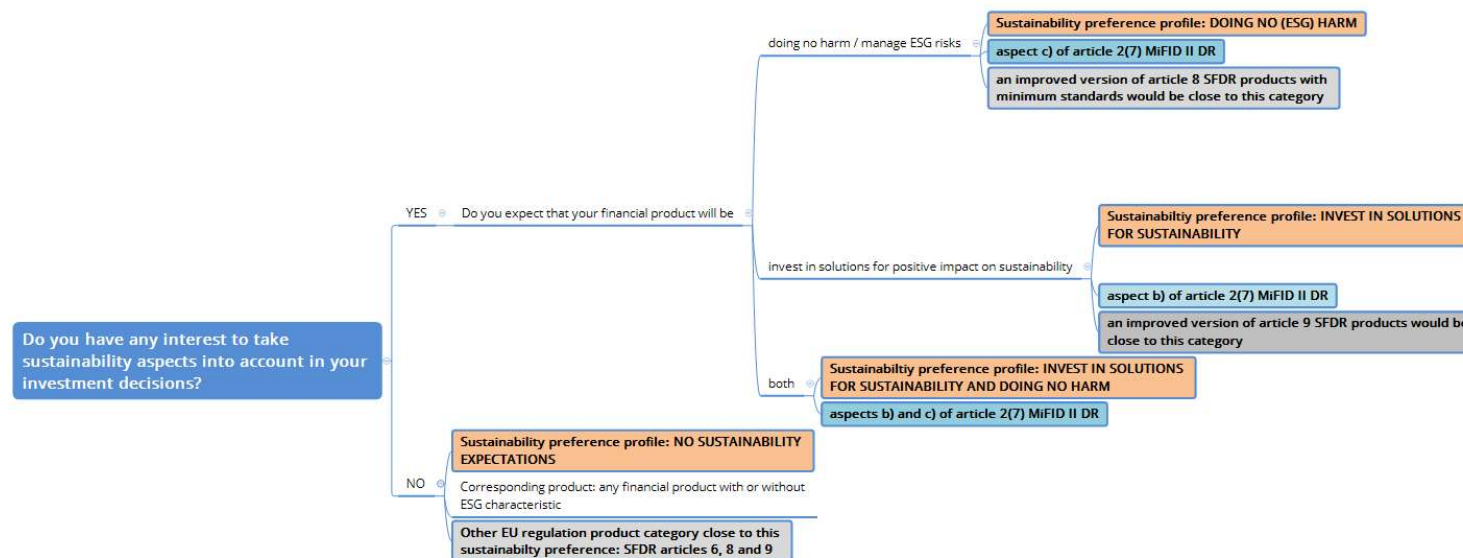 Do you have any interest to take
sustainability aspects into account in your
investment decisions?
YES
Do you expect that your financial product will be
doing no harm / manage ESG risks
Sustainability preference profile: DOING NO (ESG) HARM
aspect c) of article 2(7) MiFID II DR
an improved version of article 8 SFDR products with
minimum standards would be close to this category
invest in solutions for positive impact on sustainability
Sustainabiltiy preference profile: INVEST IN SOLUTIONS
FOR SUSTAINABILITY
aspect b) of article 2(7) MiFID II DR
an improved version of article 9 SFDR products would be
close to this category
both
Sustainabiltiy preference profile: INVEST IN SOLUTIONS
FOR SUSTAINABILITY AND DOING NO HARM
aspects b) and c) of article 2(7) MiFID II DR
NO
Sustainability preference profile: NO SUSTAINABILITY
EXPECTATIONS
Corresponding product: any financial product with or without
ESG characteristic
Other EU regulation product category close to this
sustainabilty preference: SFDR articles 6, 8 and 9